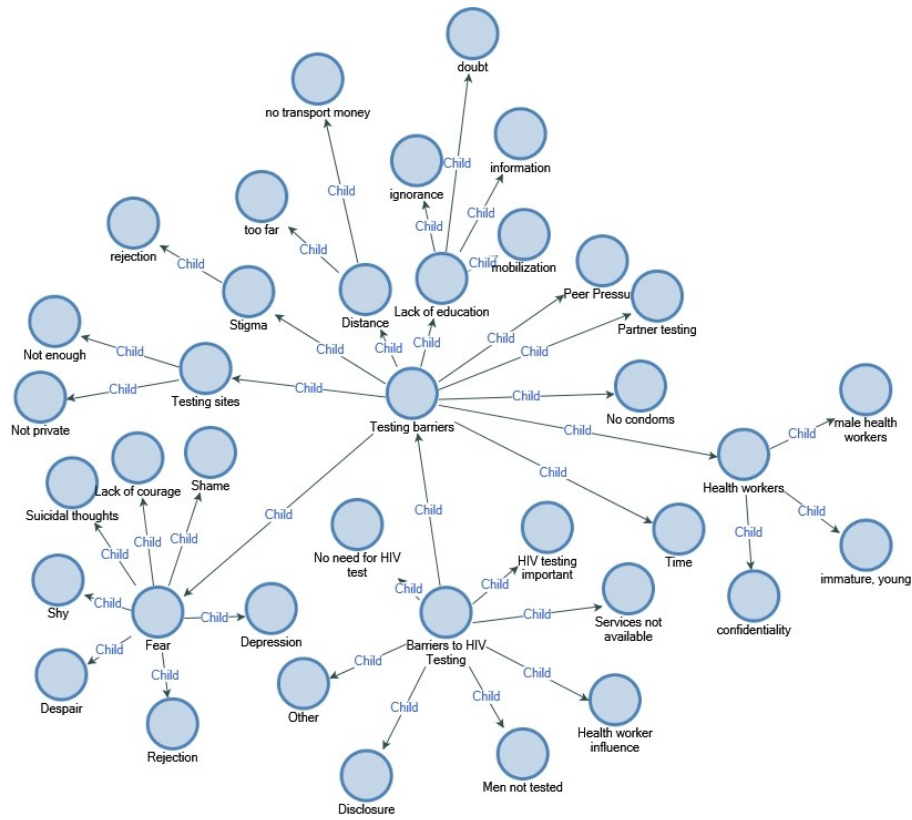 doubt
no transport money
Child
information
Child
ignorance
Child
too far
Child
Child
rejection
Child
Child
Child
mobilization
Peer Pressu
Lack of education
Distance
Stigma
Partner testing
Child
Child
Child
Child
Child
Not enough
Child
Child
Child
Child
Testing sites
No condoms
Not private
Testing barriers
male health
workers
Child
Child
Health workers
Shame
Lack of courage
Suicidal thoughts
Child
Child
Child
Child
Child
Child
Child
Child
No need for HIV
test
HIV testing
important
Time
immature, young
Child
Child
Child
Child
Shy
Child
Child
Services not
available
confidentiality
Fear
Depression
Barriers to HIV
Testing
Child
Child
Child
Child
Despair
Other
Child
Child
Health worker
influence
Rejection
Men not tested
Disclosure